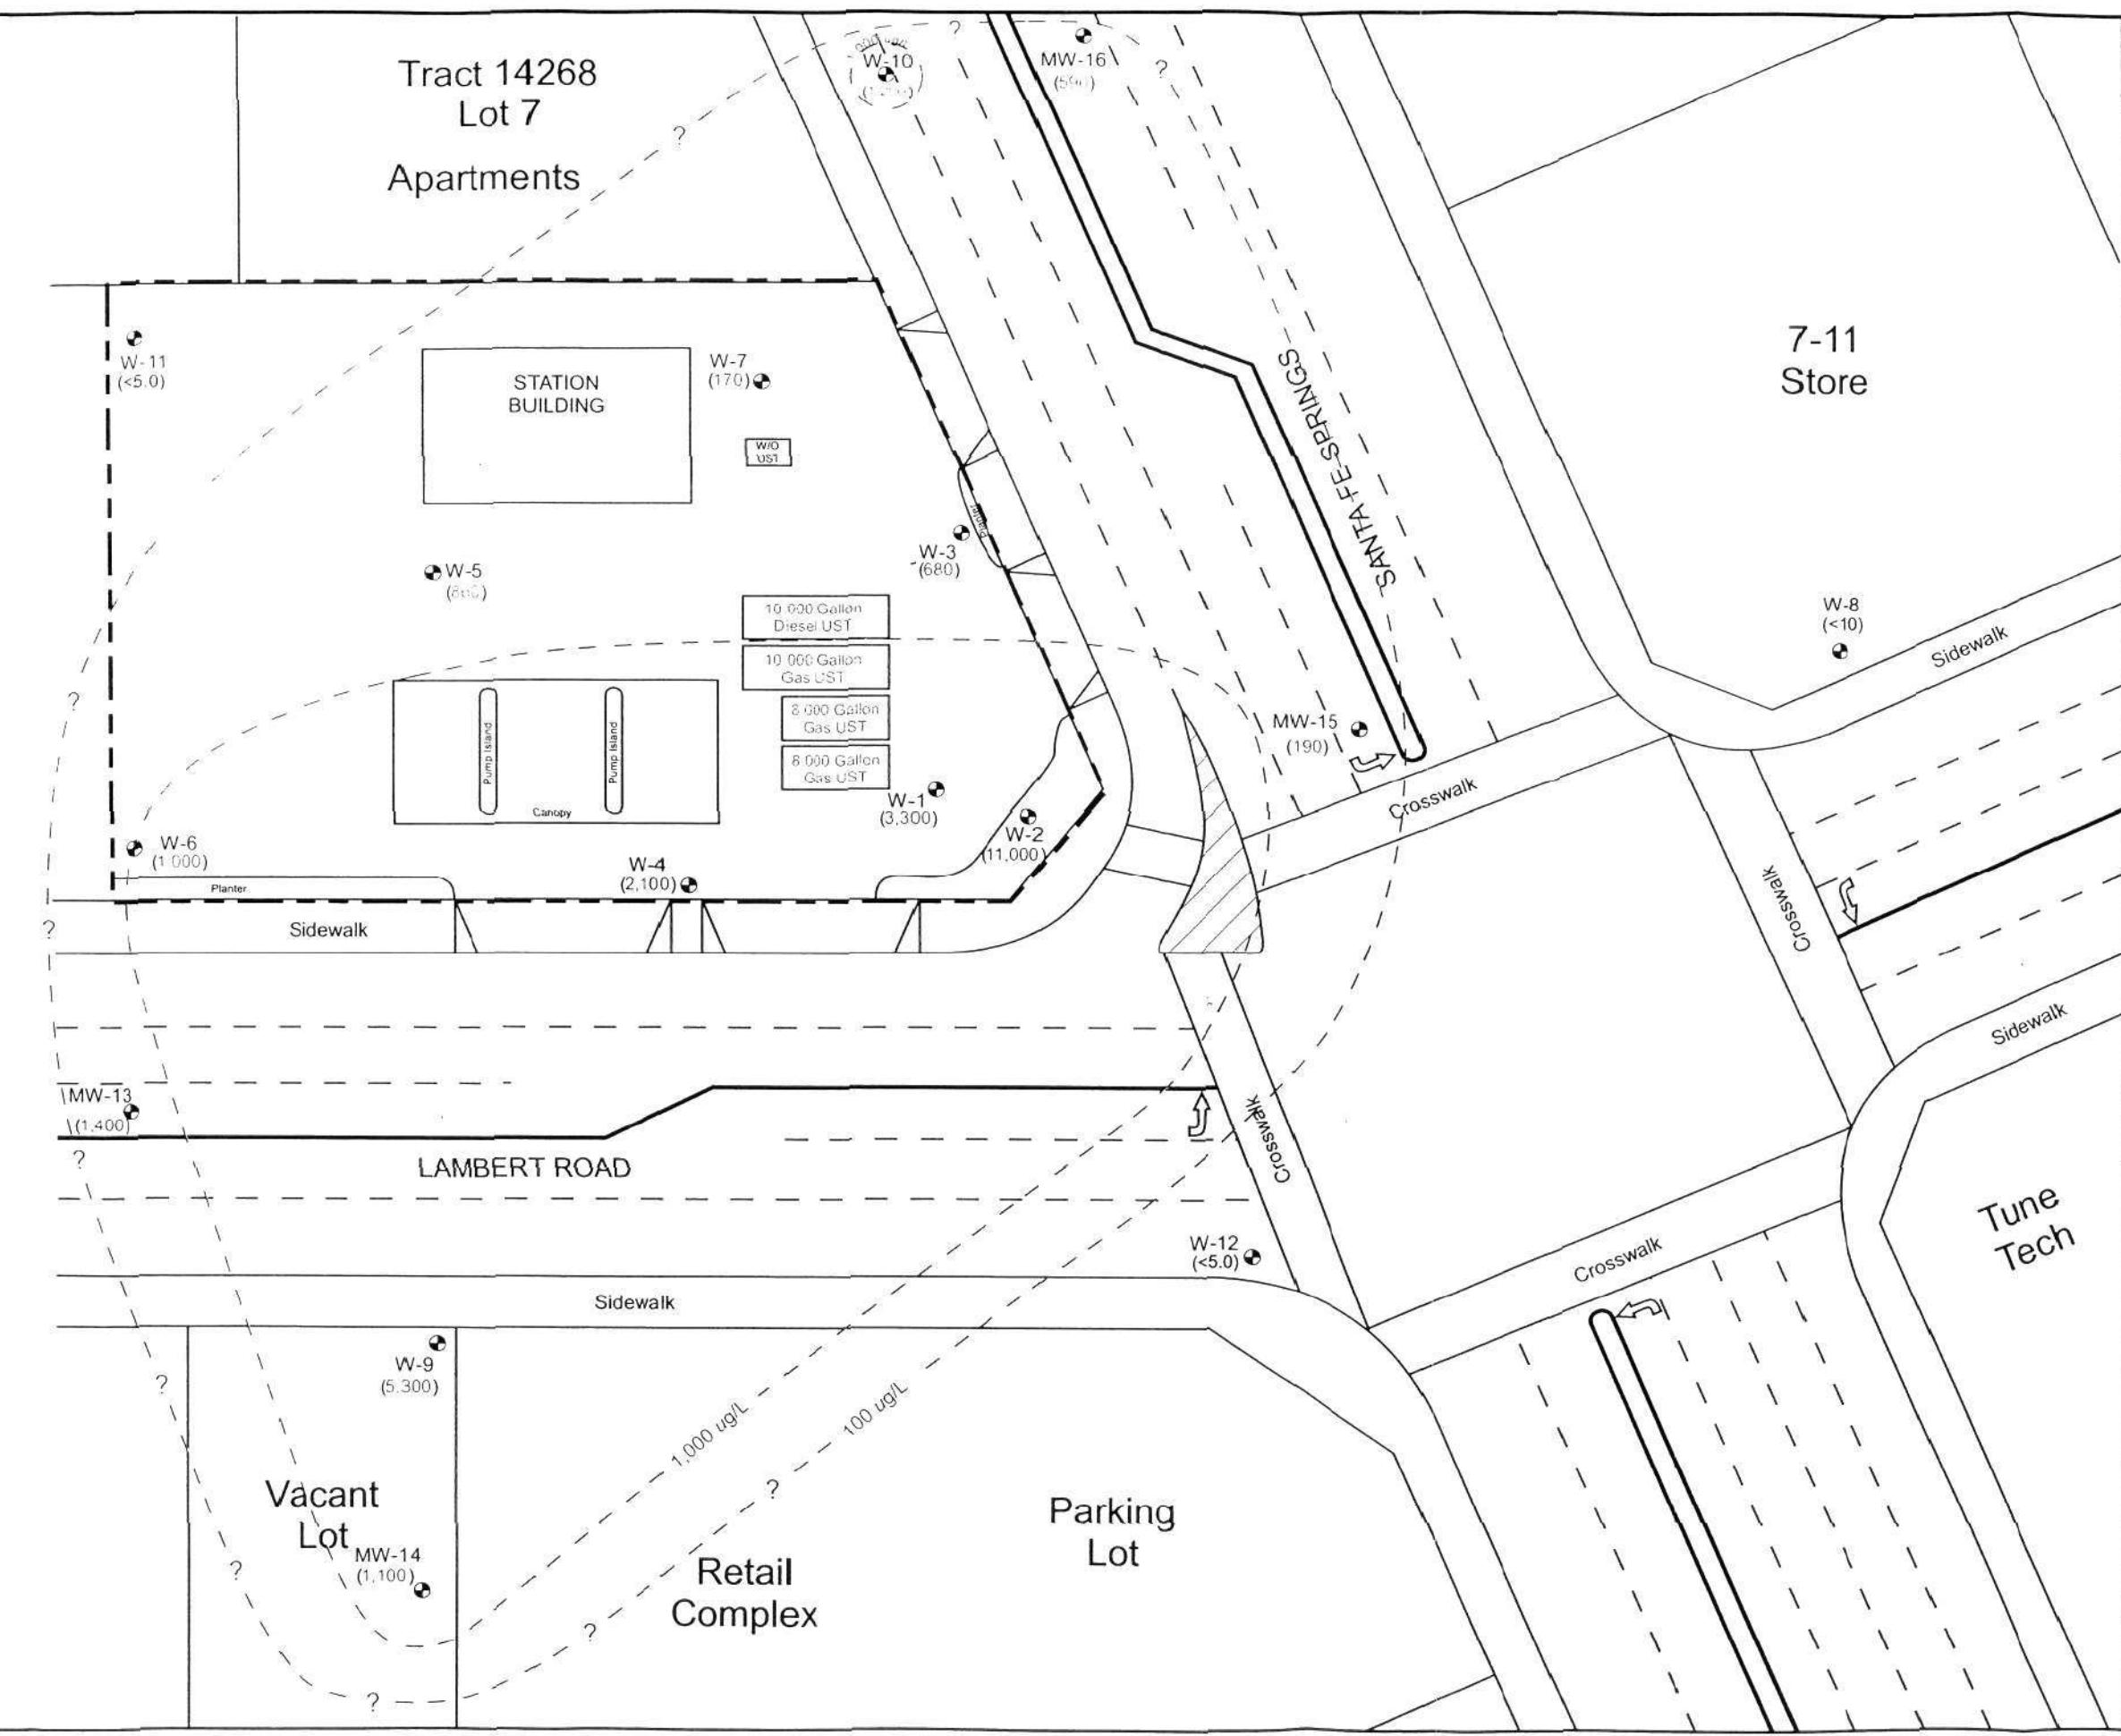 ?
W-10
MW-16
?
Tract 14268
Lot 7
?
Apartments
7-11
Store
W-11
(<5.0)
STATION
BUILDING
W-7
(170)
W/O
UST
SANTA FE SPRINGS
Planter
W-3
(680)
W-5
10 000 Gallon
Diesel UST
10 000 Gallon
Gas UST
8 000 Gallon
Gas UST
8 000 Gallon
Gas UST
W-8
(<10)
Sidewalk
?
Pump Island
Pump Island
Canopy
MW-15
(190)
Crosswalk
W-1
(3,300)
W-2
(11,000)
W-6
(1 000)
W-4
(2,100)
Planter
Sidewalk
?
Crosswalk
Sidewalk
MW-13
(1,400)
?
LAMBERT ROAD
Crosswalk
W-12
(<5.0)
Crosswalk
Tune
Tech
Sidewalk
W-9
(5.300)
?
1,000 ug/L
100 ug/L
?
Vacant
Lot
MW-14
(1,100)
?
Parking
Lot
Retail
Complex
?
?